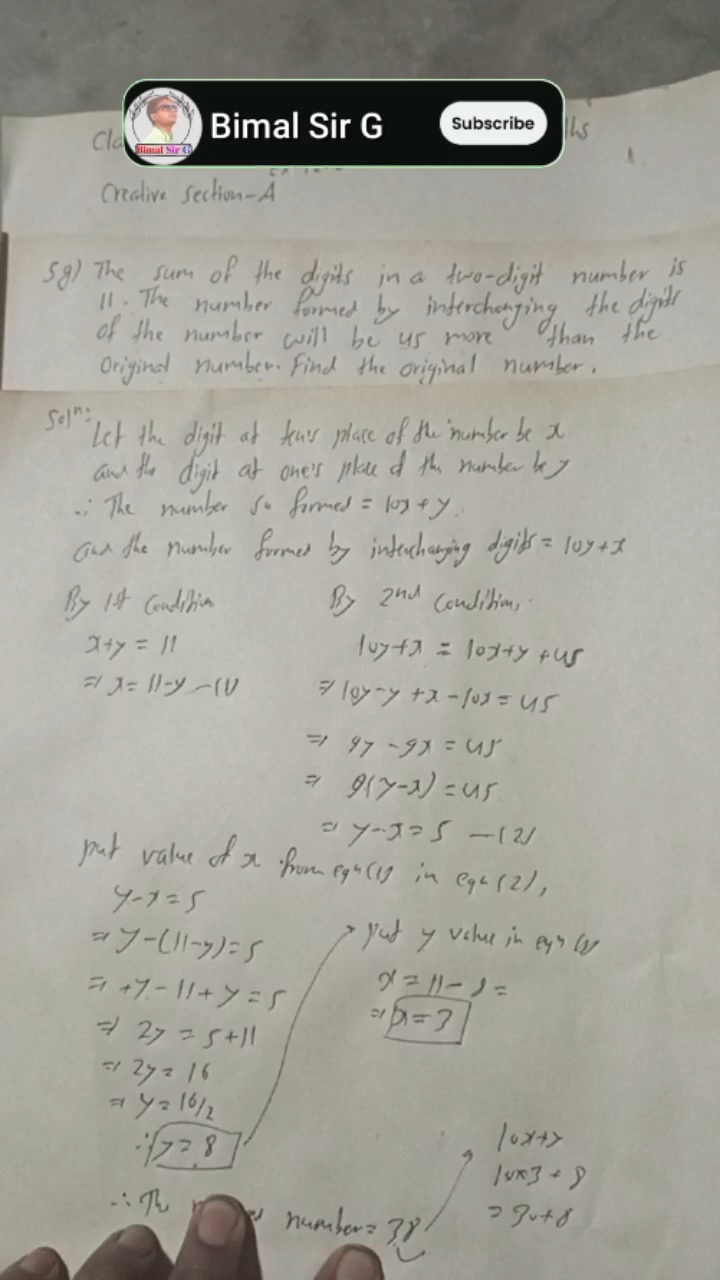 Bimal Sir G
Subscribe
Bimal Sir G
Creative Section-A
5g) The sum of the digits in a two-digit number is
11. The number formed by interchanging the digits
of the number will be 45 more than the
Original number. Find the original number.
Solⁿ:
Let the digit at ten's place of the number be x
and the digit at one's place of the number be y
∴ The number so formed = 10x+y.
and the number formed by interchanging digits = 10y+x
By 1st Condition
x+y = 11
⇒ x = 11-y —(1)
By 2nd Condition,
10y+x = 10x+y +45
⇒ 10y-y +x-10x = 45
⇒ 9y-9x = 45
⇒ 9(y-x) = 45
⇒ y-x = 5 —(2)
put value of x from eqn(1) in eqn(2),
y-x = 5
⇒ y-(11-y) = 5
⇒ +y-11+y = 5
⇒ 2y = 5+11
⇒ 2y = 16
⇒ y = 16/2
∴ y = 8
put y value in eqn (1)
x = 11-8 =
⇒ x = 3
10x+y
10×3 + 8
= 30+8
∴ Th number = 38